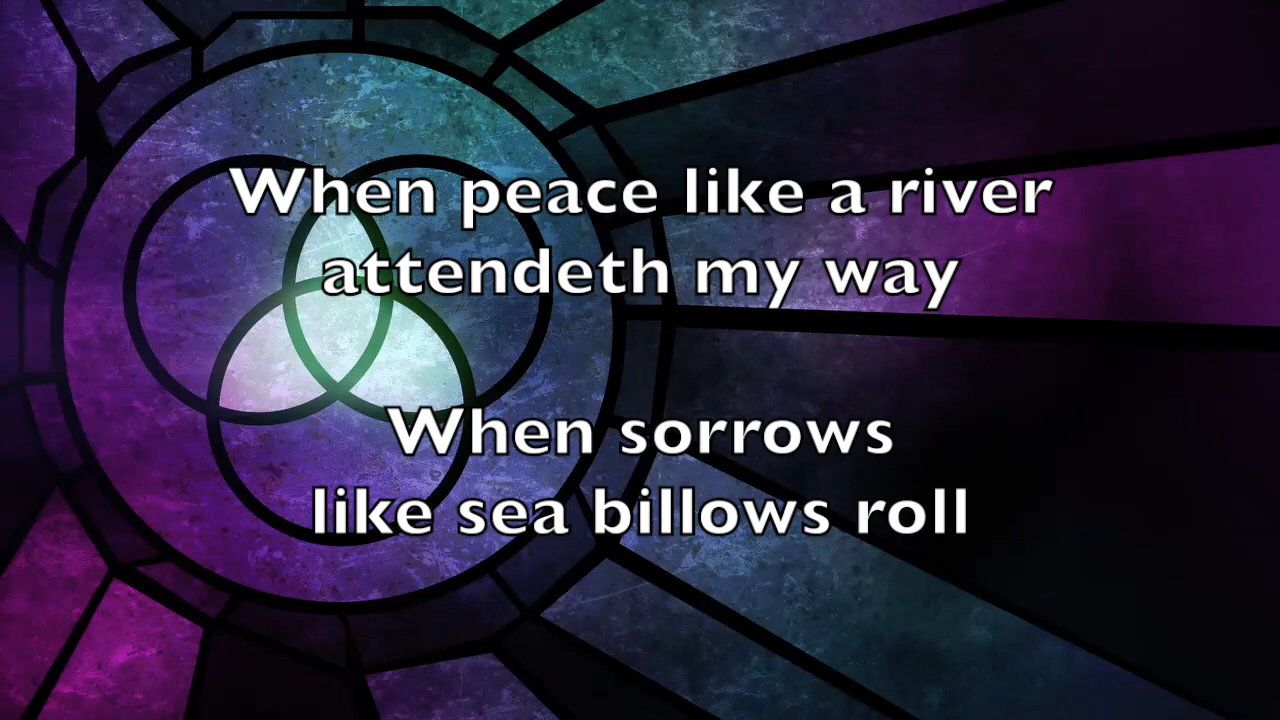 When peace like a river
attendeth my way
When sorrows
like sea billows roll